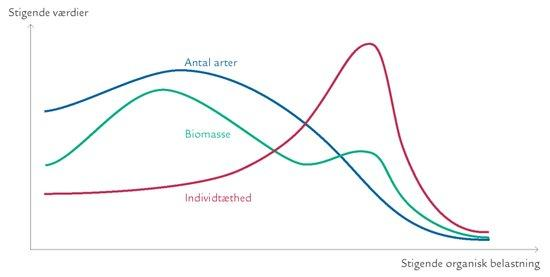 Stigende værdier
Antal arter
Biomasse
Individtæthed
Stigende organisk belastning